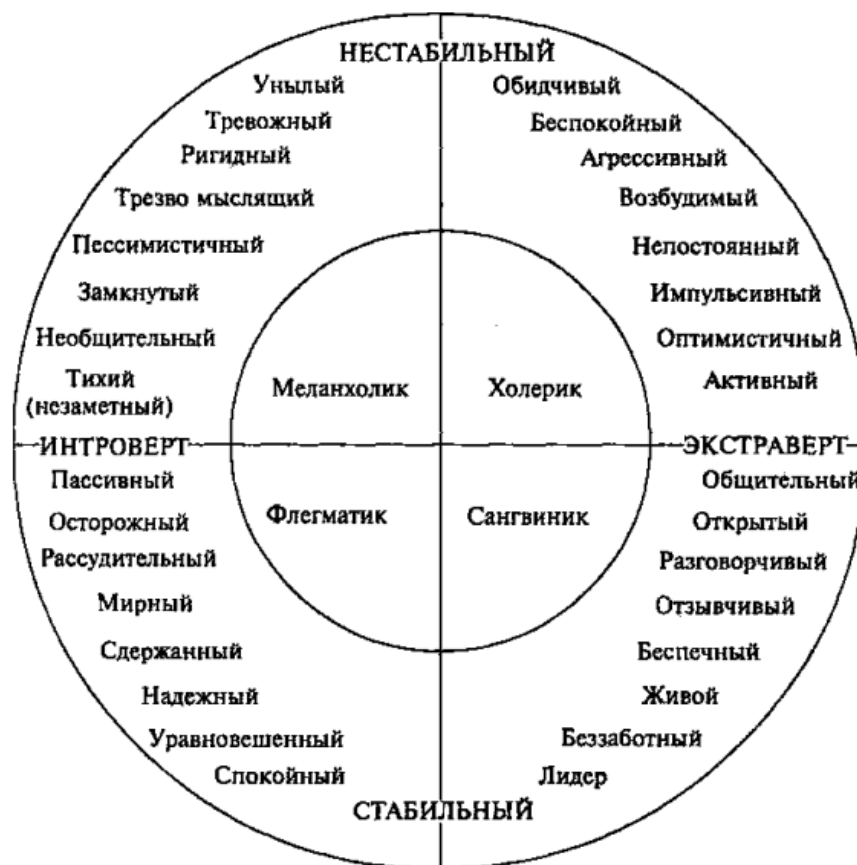 НЕСТАБИЛЬНЫЙ
Унылый
Обидчивый
Тревожный
Беспокойный
Ригидный
Агрессивный
Трезво мыслящий
Возбудимый
Пессимистичный
Непостоянный
Замкнутый
Импульсивный
Необщительный
Оптимистичный
Тихий
(незаметный)
Активный
Меланхолик
Холерик
ИНТРОВЕРТ
ЭКСТРАВЕРТ
Пассивный
Общительный
Флегматик
Сангвиник
Осторожный
Открытый
Рассудительный
Разговорчивый
Мирный
Отзывчивый
Сдержанный
Беспечный
Надежный
Живой
Уравновешенный
Беззаботный
Спокойный
Лидер
СТАБИЛЬНЫЙ